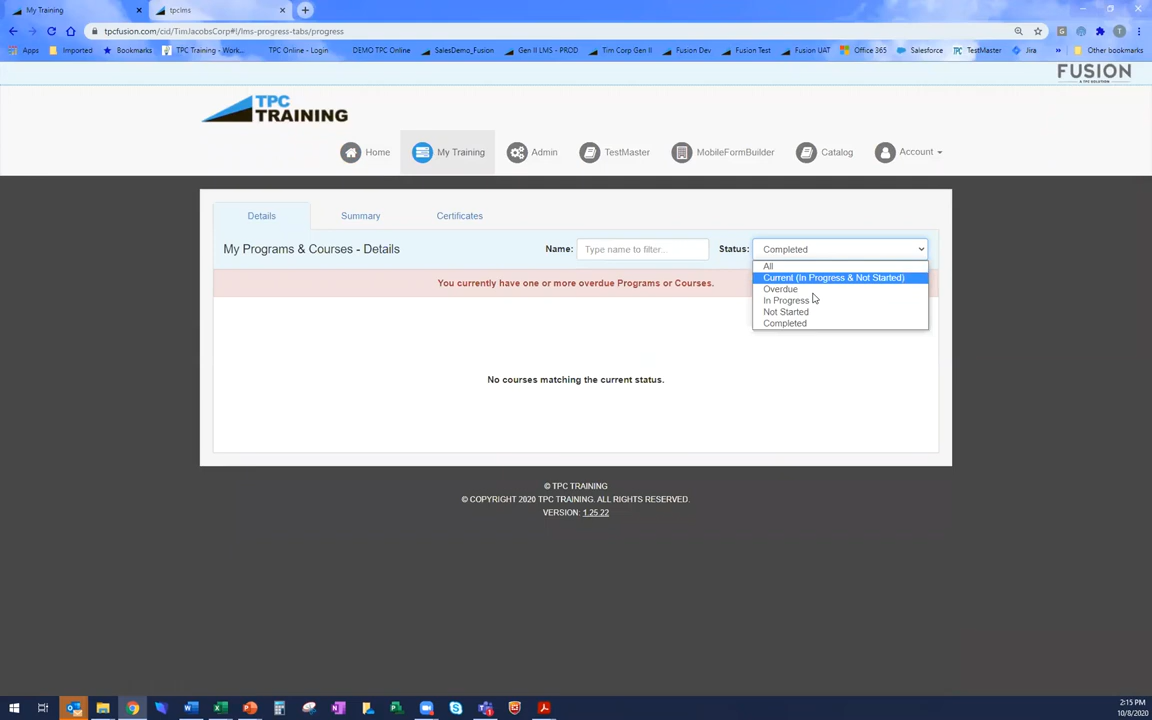 My Training
tpclms
tpcfusion.com/cid/TimJacobsCorp#!/lms-progress-tabs/progress
Apps Imported Bookmarks TPC Training - Work... TPC Online - Login DEMO TPC Online SalesDemo_Fusion Gen II LMS - PROD Tim Corp Gen II Fusion Dev Fusion Test Fusion UAT Office 365 Salesforce TestMaster Jira » Other bookmarks
FUSION
A TPC SOLUTION
TPC
TRAINING
Home My Training Admin TestMaster MobileFormBuilder Catalog Account
Details Summary Certificates
My Programs & Courses - Details Name: Type name to filter... Status: Completed
All
Current (In Progress & Not Started)
Overdue
In Progress
Not Started
Completed
You currently have one or more overdue Programs or Courses.
No courses matching the current status.
© TPC TRAINING
© COPYRIGHT 2020 TPC TRAINING. ALL RIGHTS RESERVED.
VERSION: 1.25.22
2:15 PM
10/8/2020